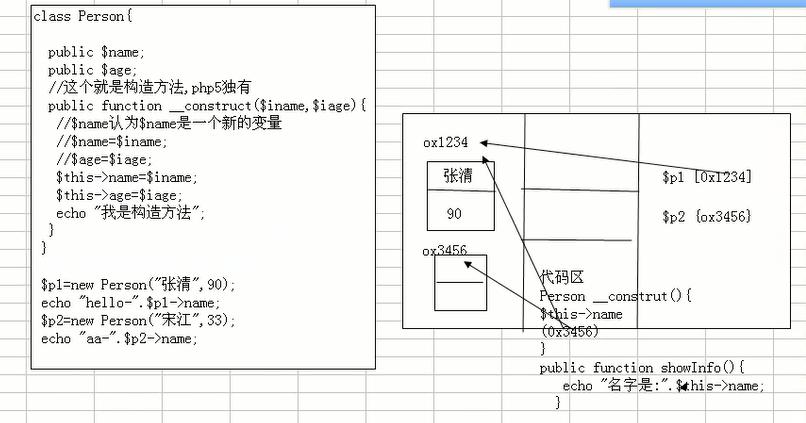 class Person{
public $name;
public $age;
//这个就是构造方法,php5独有
public function __construct($iname,$iage){
//$name认为$name是一个新的变量
//$name=$iname;
//$age=$iage;
$this->name=$iname;
$this->age=$iage;
echo "我是构造方法";
}
}
$p1=new Person("张清",90);
echo "hello-".$p1->name;
$p2=new Person("宋江",33);
echo "aa-".$p2->name;
ox1234
张清
90
ox3456
$p1 [0x1234]
$p2 {ox3456}
代码区
Person __construt(){
$this->name
(0x3456)
}
public function showInfo(){
echo "名字是:".$this->name;
}